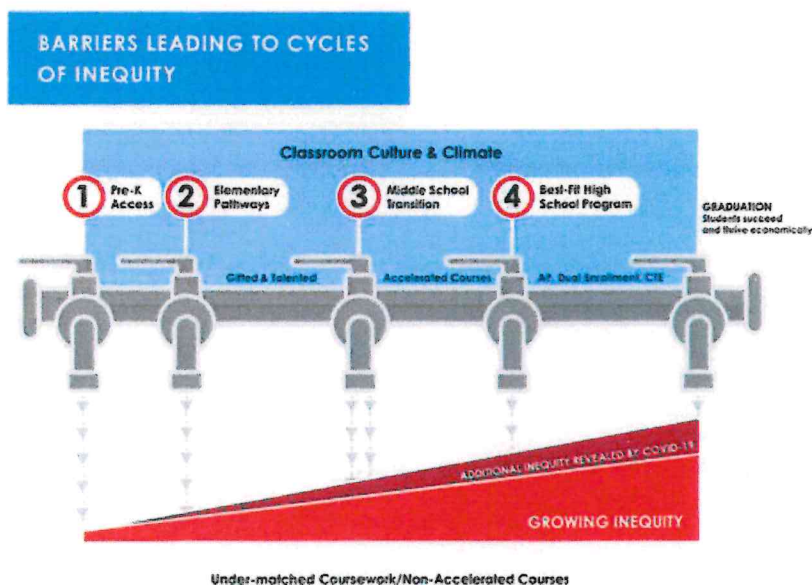 BARRIERS LEADING TO CYCLES
OF INEQUITY
Classroom Culture & Climate
1
Pre-K
Access
2
Elementary
Pathways
3
Middle School
Transition
4
Best-Fit High
School Program
GRADUATION
Students succeed
and thrive economically
Gifted & Talented
Accelerated Courses
AP, Dual Enrollment, CTE
ADDITIONAL INEQUITY REVEALED BY COVID-19
GROWING INEQUITY
Under-matched Coursework/Non-Accelerated Courses